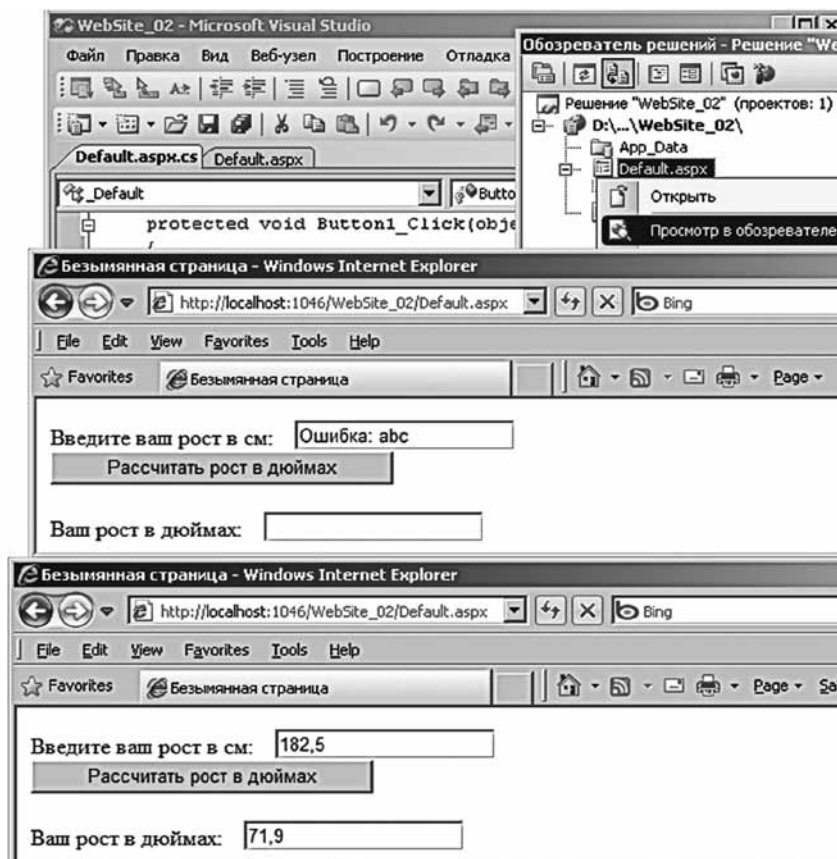 WebSite_02 - Microsoft Visual Studio
Файл Правка Вид Веб-узел Построение Отладка
Default.aspx.cs Default.aspx
_Default Butto
protected void Button1_Click(obje
{
Обозреватель решений - Решение "We
Решение "WebSite_02" (проектов: 1)
D:\...\WebSite_02\
App_Data
Default.aspx
Открыть
Просмотр в обозревателе
Безымянная страница - Windows Internet Explorer
http://localhost:1046/WebSite_02/Default.aspx Bing
File Edit View Favorites Tools Help
Favorites Безымянная страница Page
Введите ваш рост в см: Ошибка: abc
Рассчитать рост в дюймах
Ваш рост в дюймах:
Безымянная страница - Windows Internet Explorer
http://localhost:1046/WebSite_02/Default.aspx Bing
File Edit View Favorites Tools Help
Favorites Безымянная страница Page Sa
Введите ваш рост в см: 182,5
Рассчитать рост в дюймах
Ваш рост в дюймах: 71,9